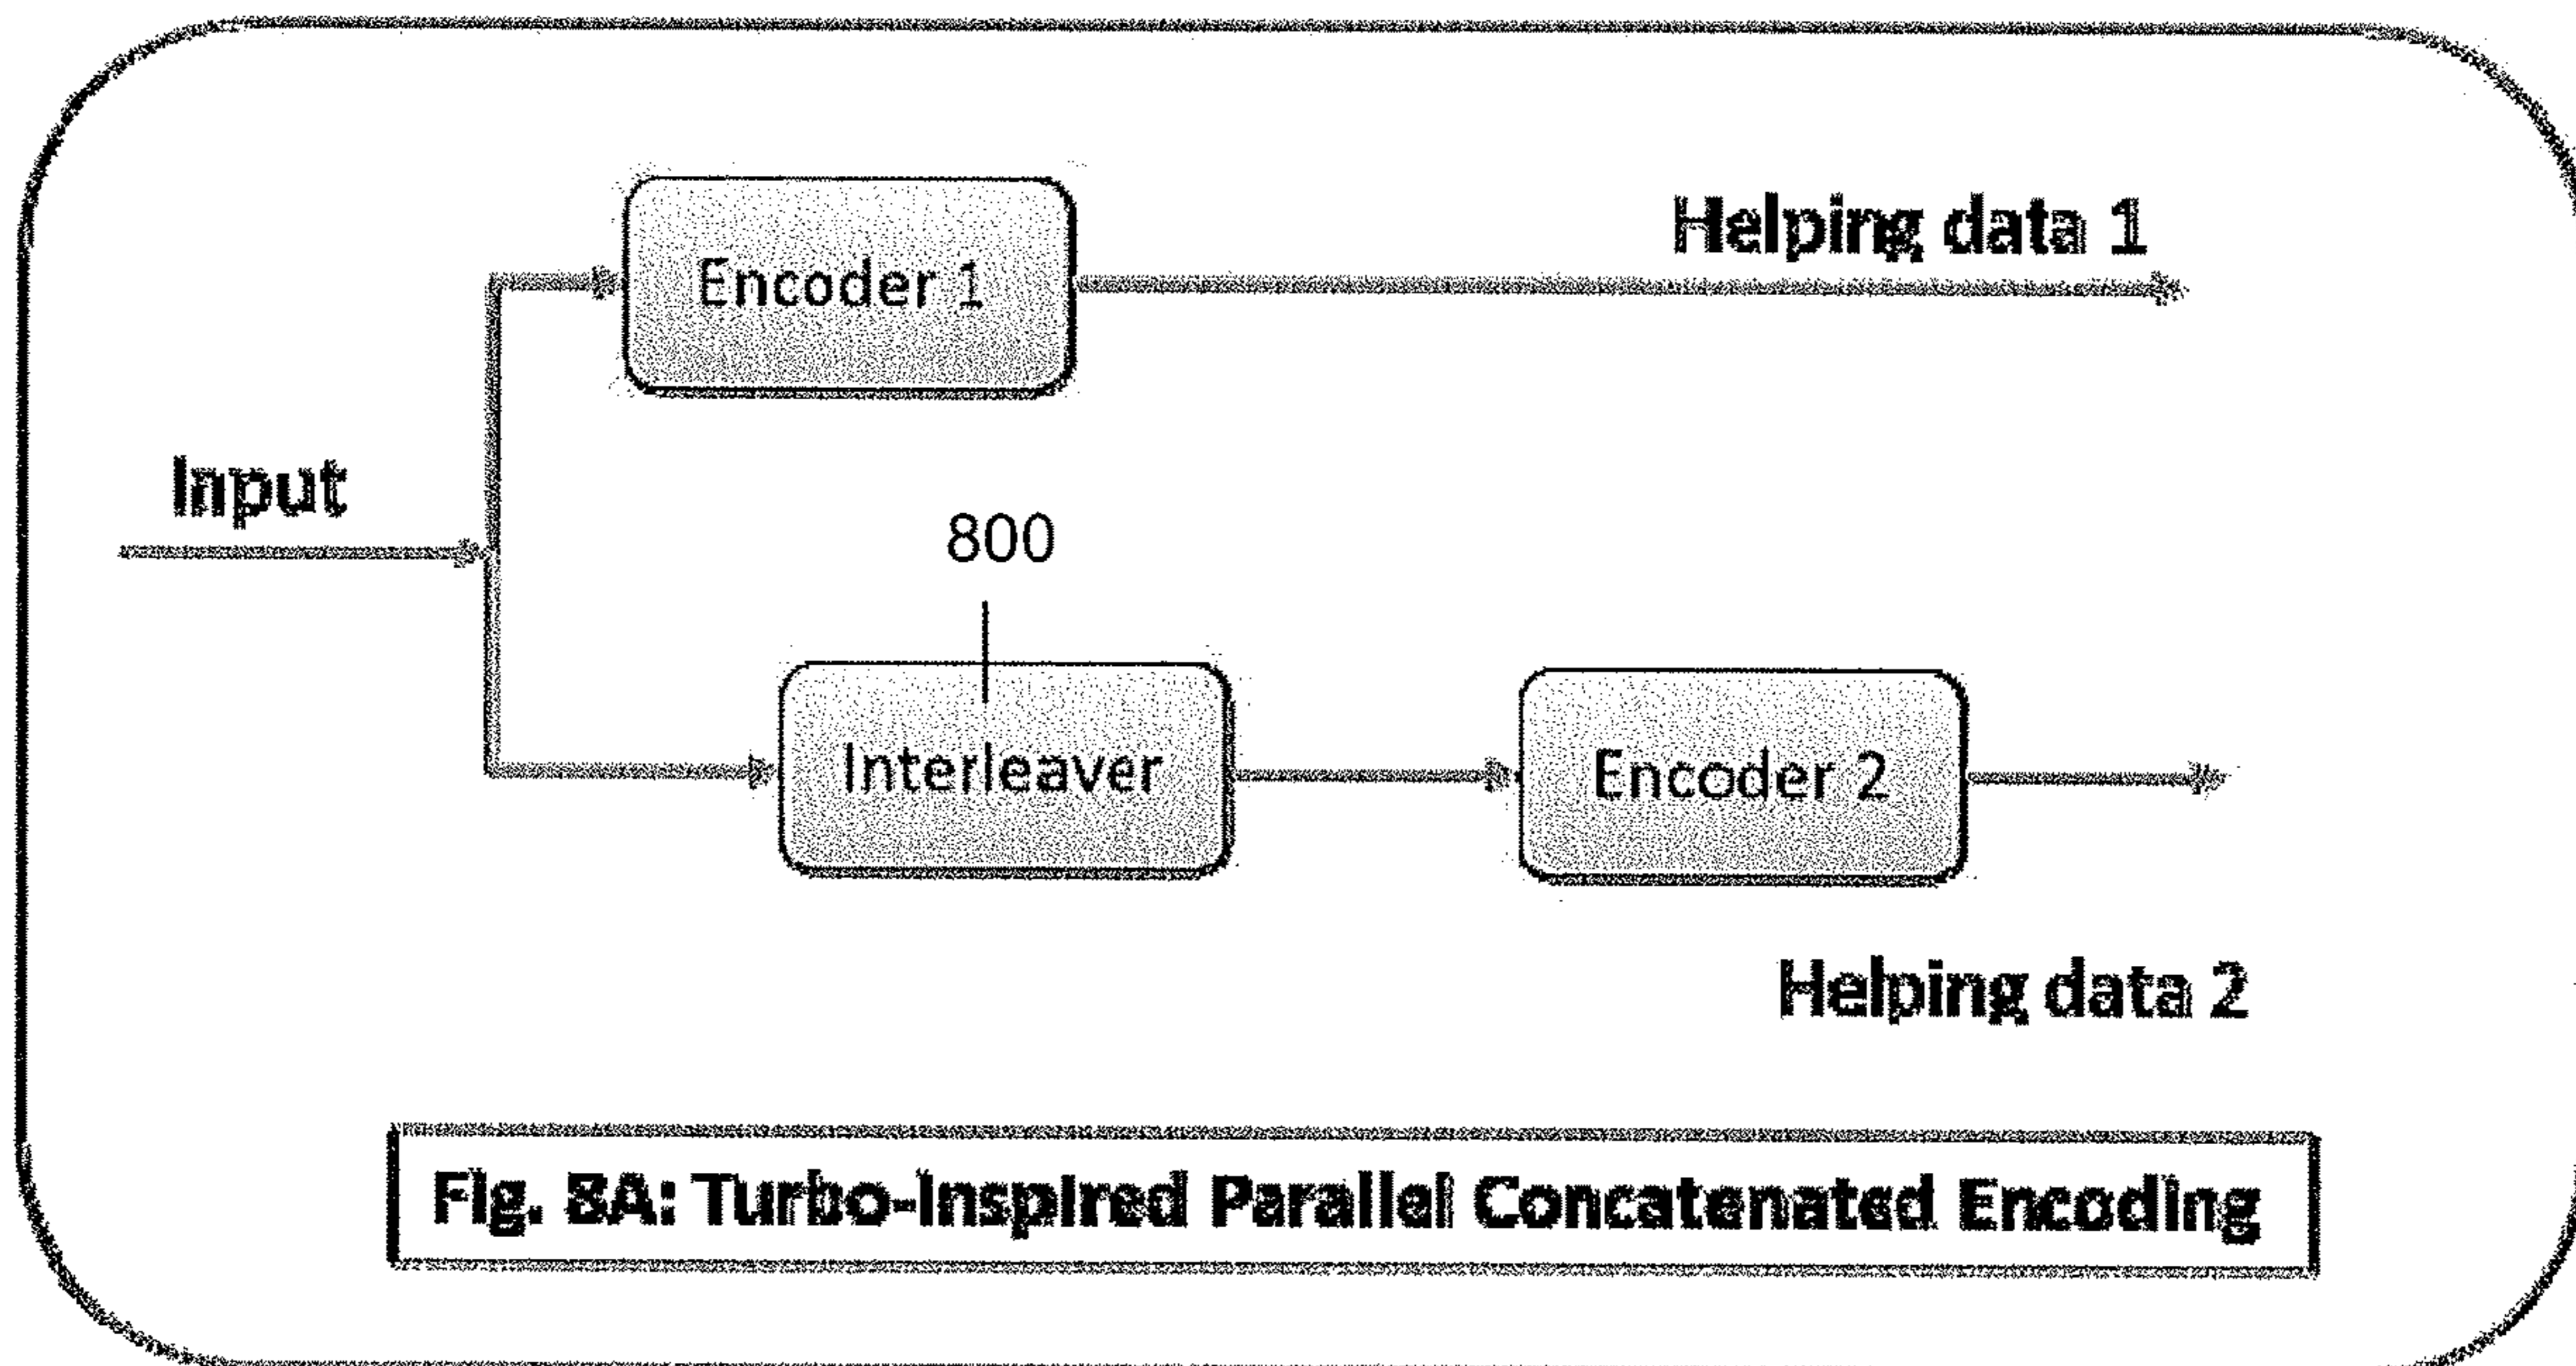 Helping data 1
Encoder 1
Input
800
Interleaver
Encoder 2
Helping data 2
Fig. 8A: Turbo-Inspired Parallel Concatenated Encoding